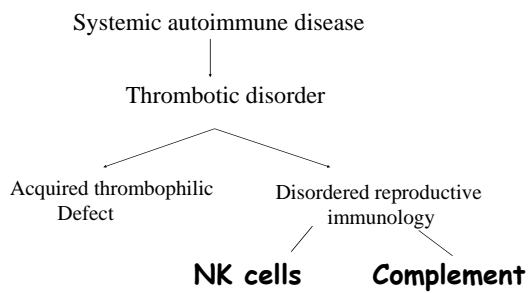 Systemic autoimmune disease
Thrombotic disorder
Acquired thrombophilic
Defect
Disordered reproductive
immunology
NK cells
Complement